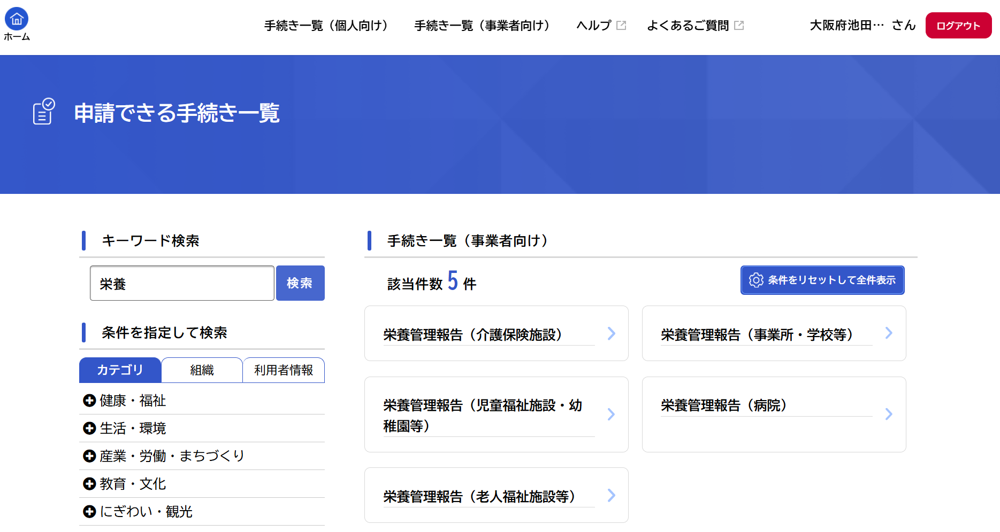 ホーム
手続き一覧（個人向け）
手続き一覧（事業者向け）
ヘルプ
よくあるご質問
大阪府池田… さん
ログアウト
申請できる手続き一覧
キーワード検索
栄養
検索
条件を指定して検索
カテゴリ
組織
利用者情報
健康・福祉
生活・環境
産業・労働・まちづくり
教育・文化
にぎわい・観光
手続き一覧（事業者向け）
該当件数 5 件
条件をリセットして全件表示
栄養管理報告（介護保険施設）
栄養管理報告（事業所・学校等）
栄養管理報告（児童福祉施設・幼
稚園等）
栄養管理報告（病院）
栄養管理報告（老人福祉施設等）